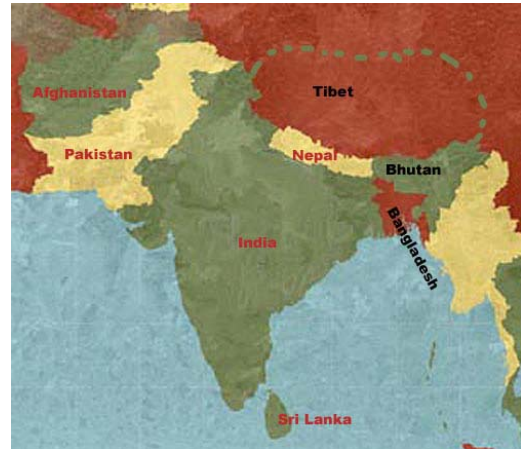 Afghanistan
Tibet
Pakistan
Nepal
Bhutan
Bangladesh
India
Sri Lanka